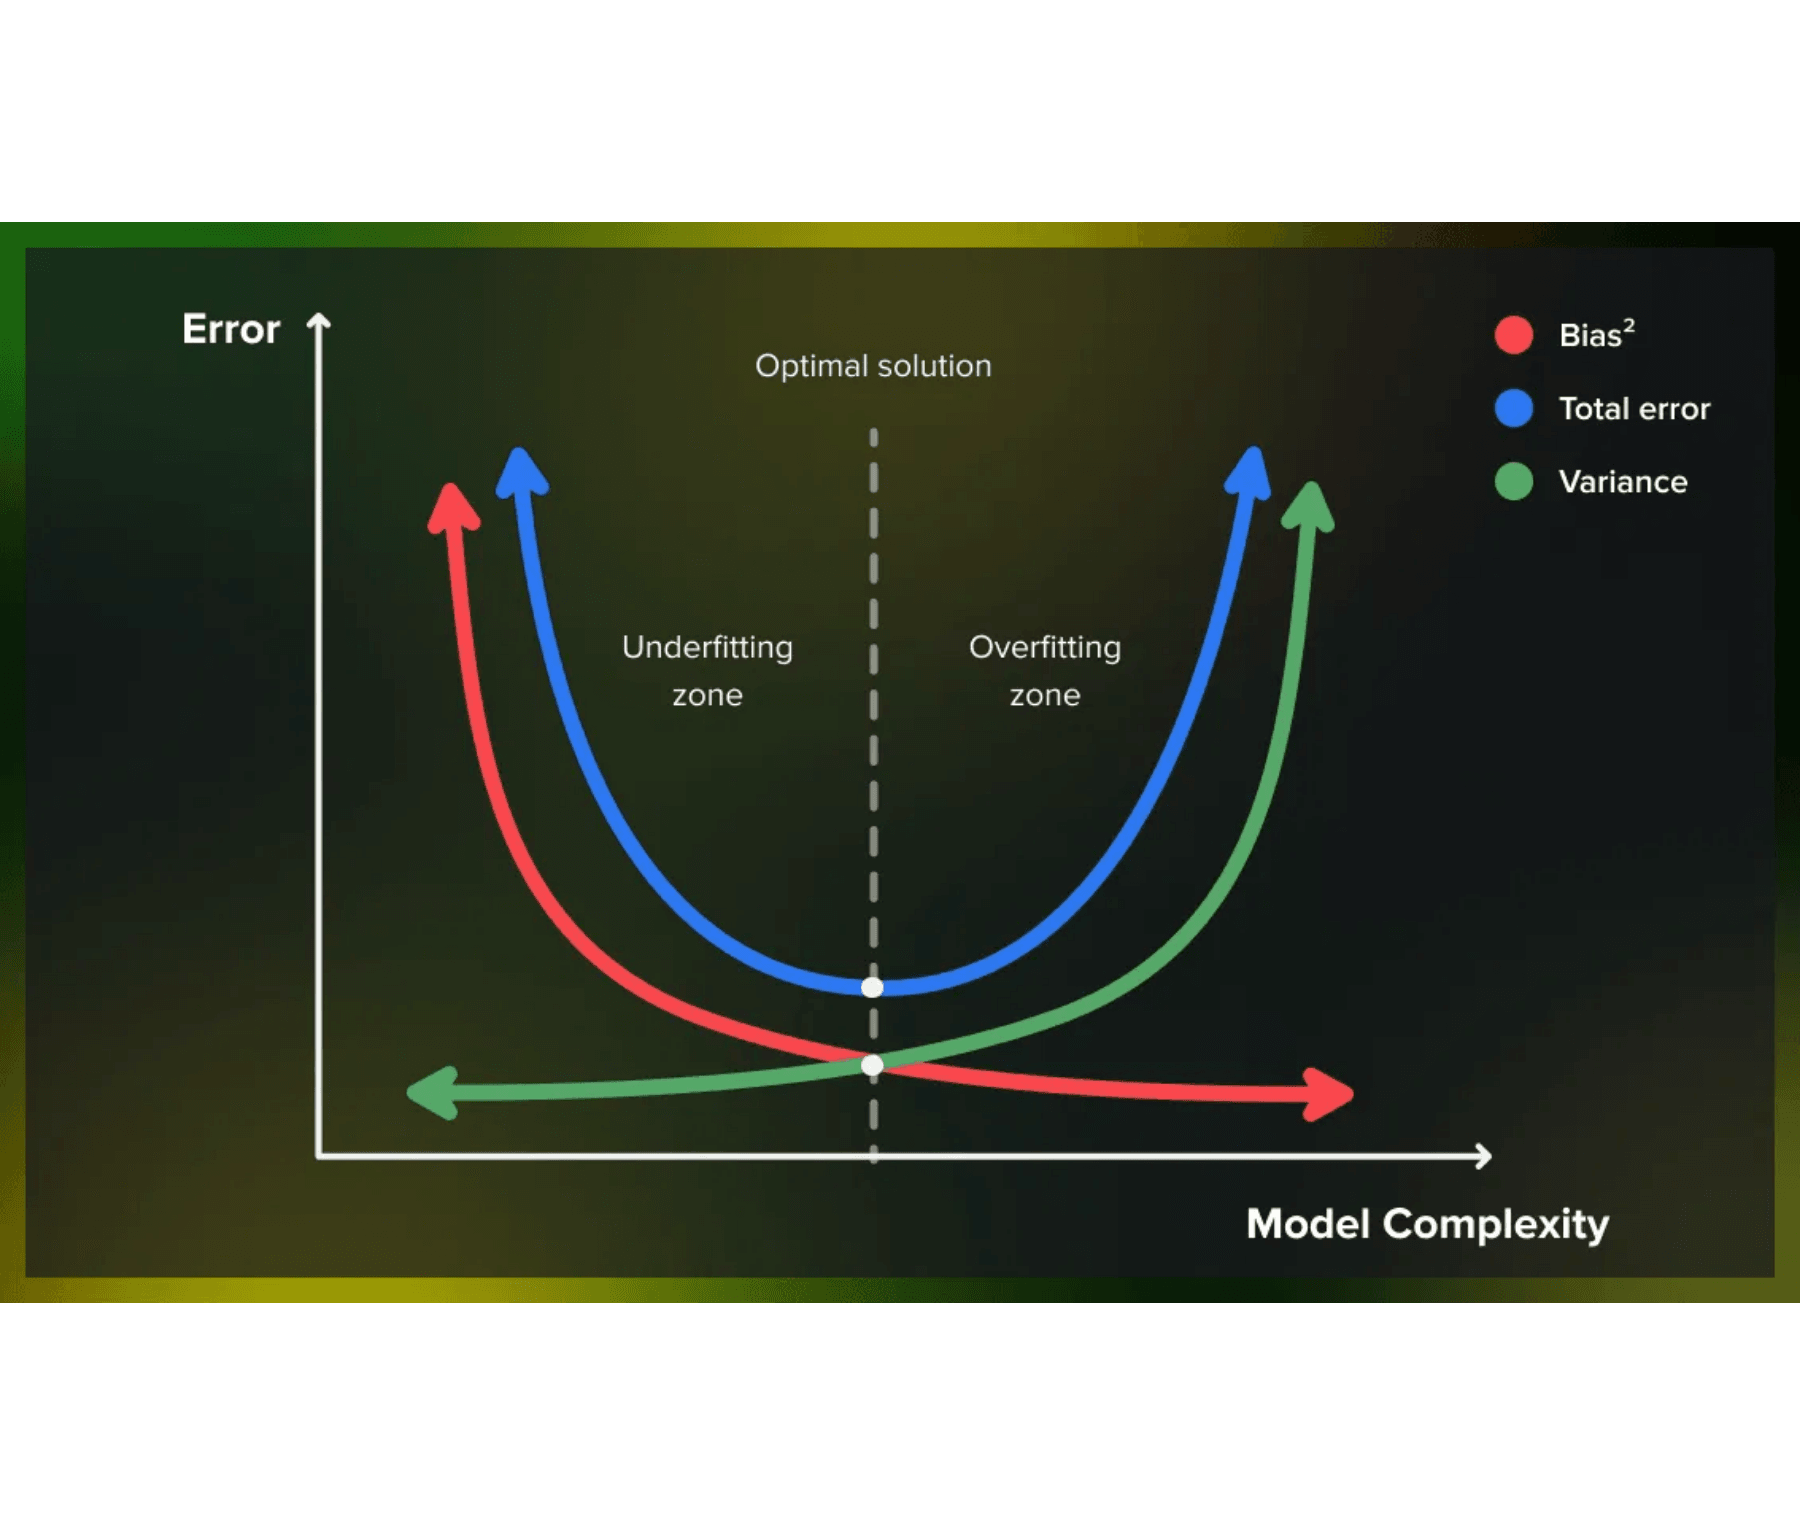 Error
Optimal solution
Bias²
Total error
Variance
Underfitting
zone
Overfitting
zone
Model Complexity